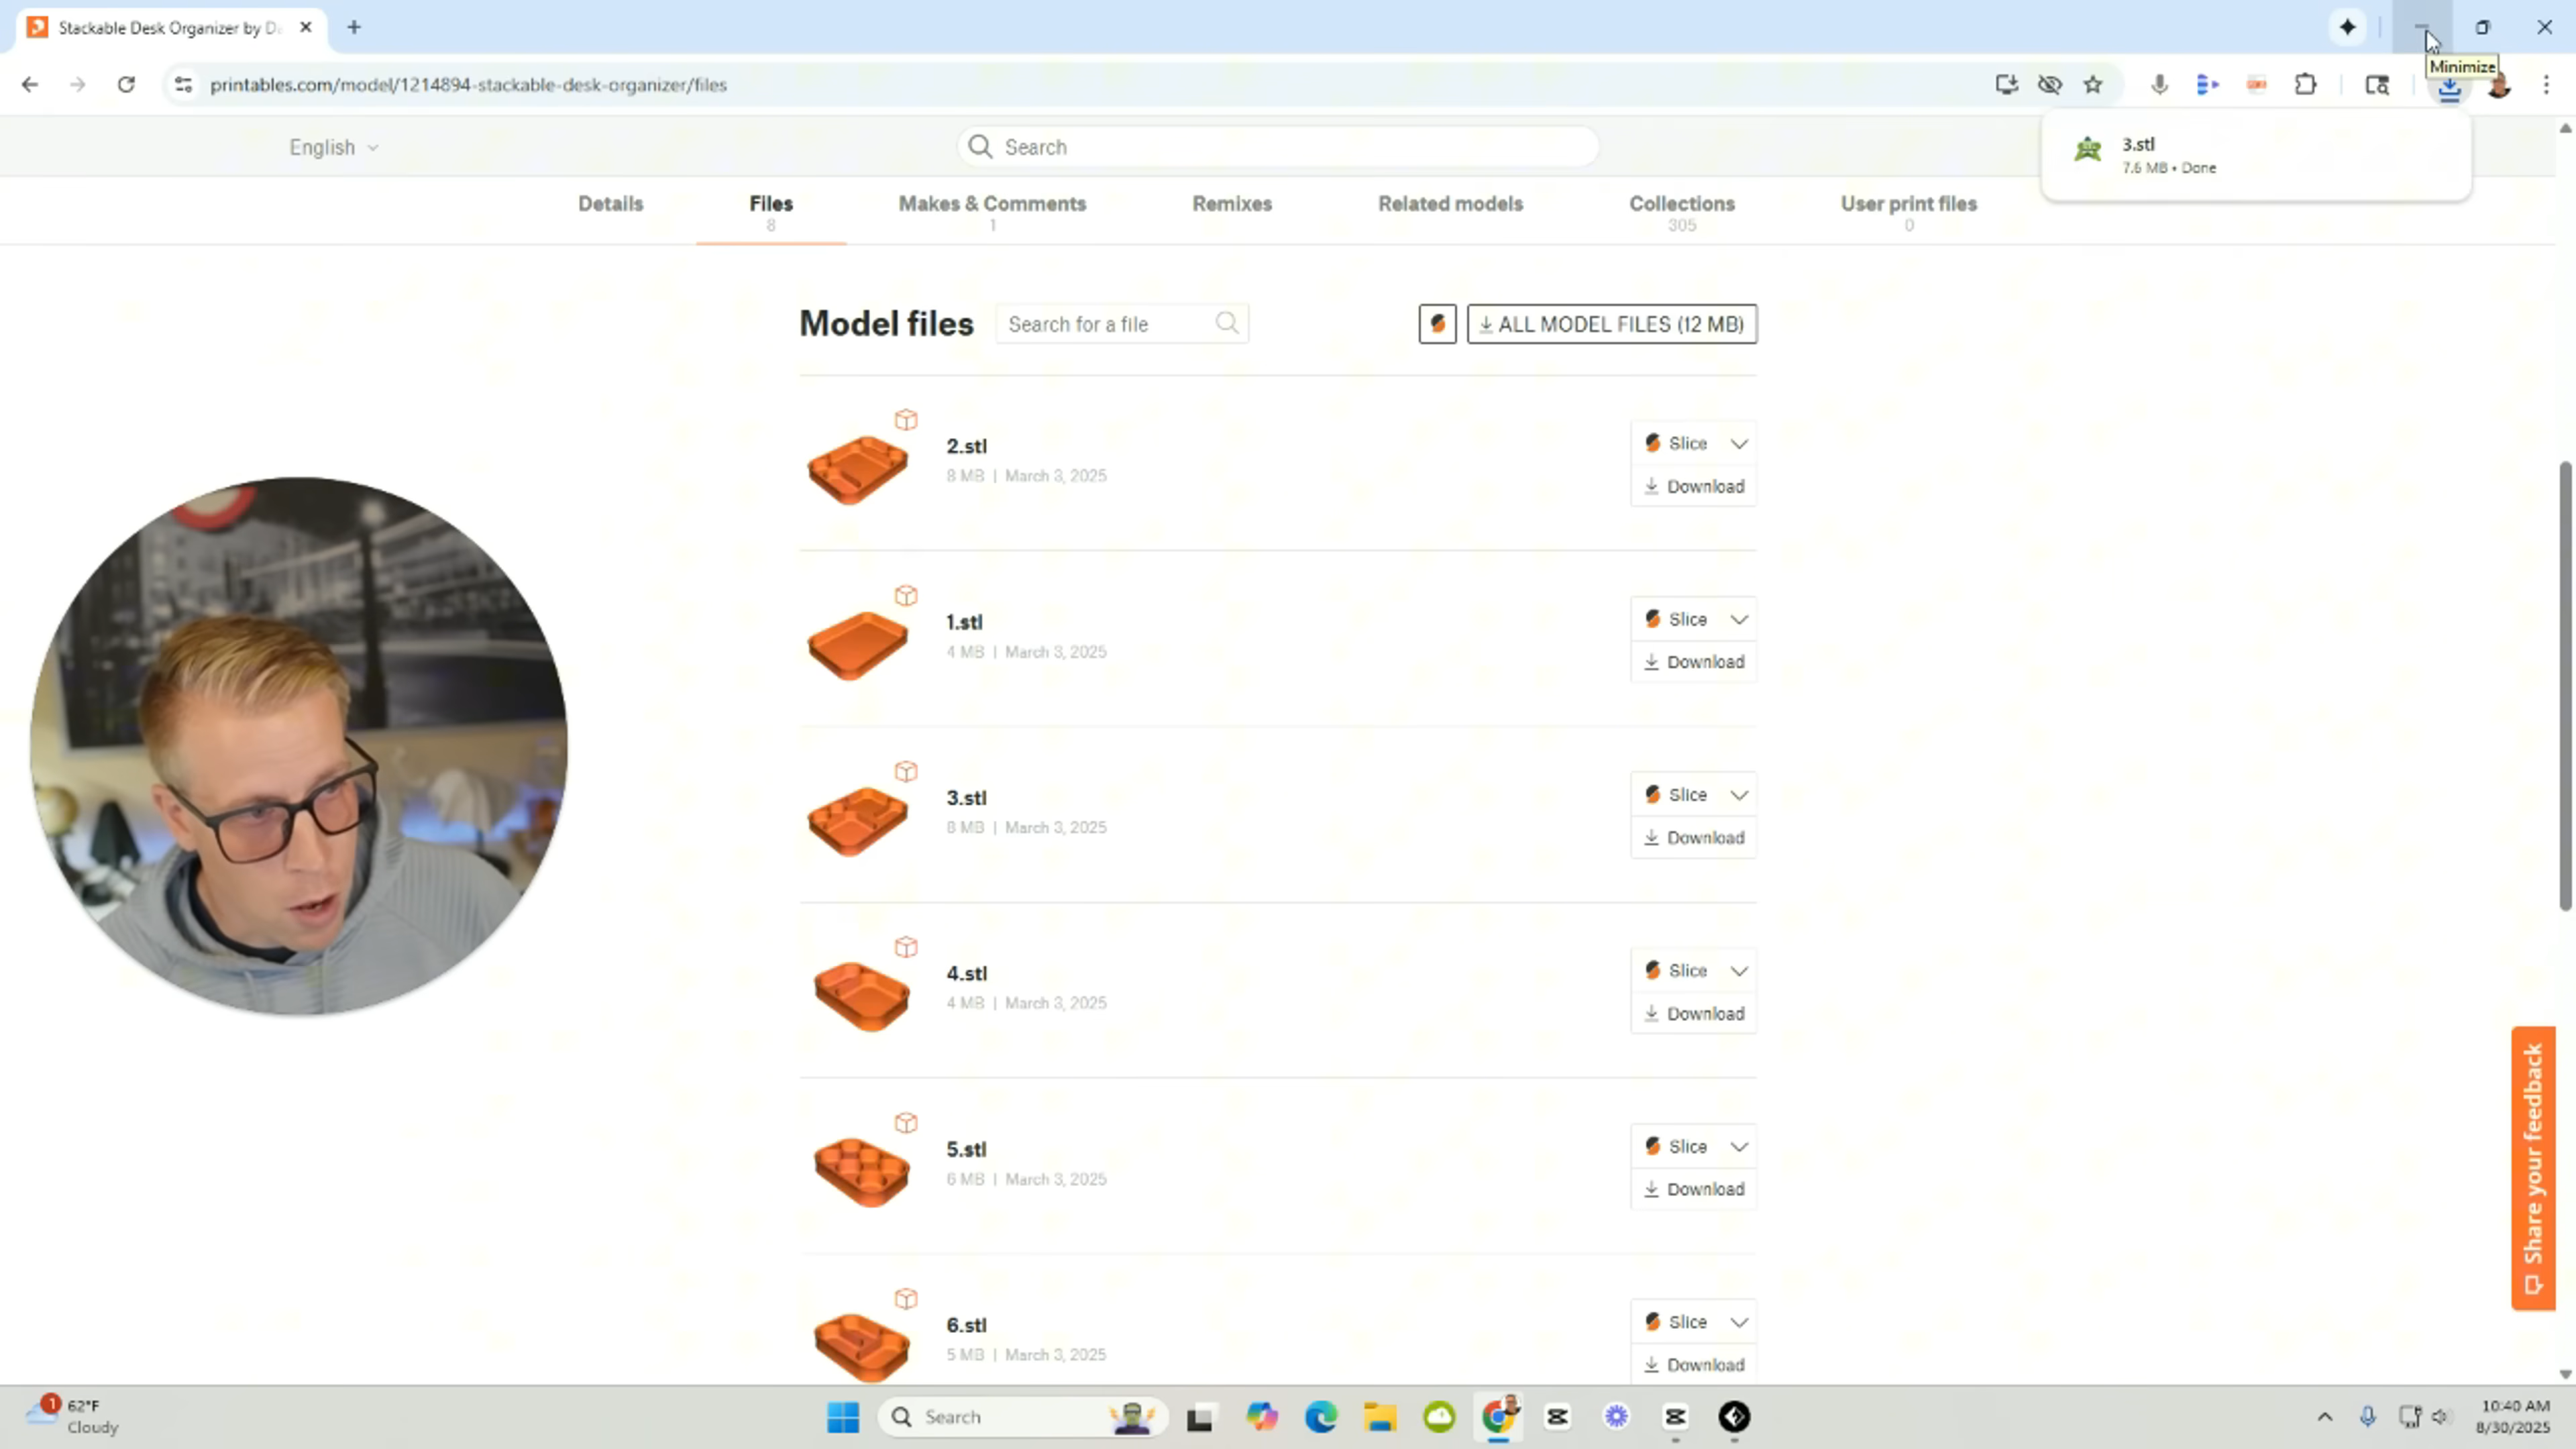 Stackable Desk Organizer by D
printables.com/model/1214894-stackable-desk-organizer/files
Minimize
3.stl
7.6 MB • Done
English
Search
Details
Files
8
Makes & Comments
1
Remixes
Related models
Collections
305
User print files
0
Model files
Search for a file
ALL MODEL FILES (12 MB)
2.stl
8 MB | March 3, 2025
Slice
Download
1.stl
4 MB | March 3, 2025
Slice
Download
3.stl
8 MB | March 3, 2025
Slice
Download
4.stl
4 MB | March 3, 2025
Slice
Download
5.stl
6 MB | March 3, 2025
Slice
Download
6.stl
5 MB | March 3, 2025
Slice
Download
Share your feedback
1
62°F
Cloudy
Search
10:40 AM
8/30/2025